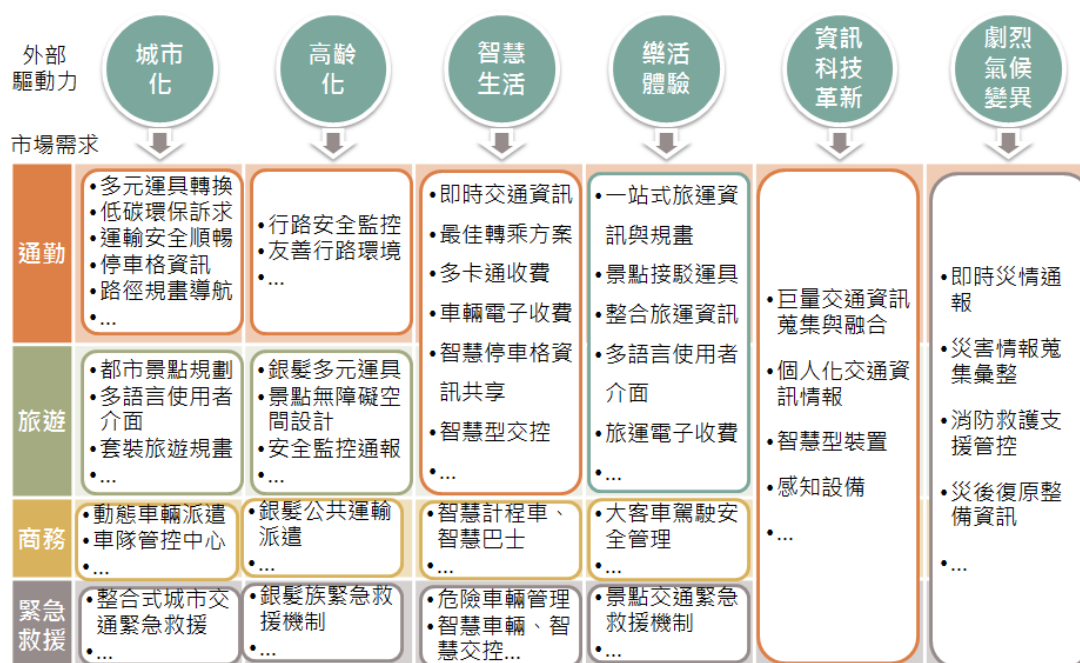 外部
驅動力
城市
化
高齡
化
智慧
生活
樂活
體驗
資訊
科技
革新
劇烈
氣候
變異
市場需求
通勤
•多元運具轉換
•低碳環保訴求
•運輸安全順暢
•停車格資訊
•路徑規畫導航
•...
•行路安全監控
•友善行路環境
•...
•即時交通資訊
•最佳轉乘方案
•多卡通收費
•車輛電子收費
•智慧停車格資
訊共享
•智慧型交控
•...
•一站式旅運資
訊與規畫
•景點接駁運具
•整合旅運資訊
•多語言使用者
介面
•旅運電子收費
•...
•巨量交通資訊
蒐集與融合
•個人化交通資
訊情報
•智慧型裝置
•感知設備
•...
•即時災情通
報
•災害情報蒐
集彙整
•消防救護支
援管控
•災後復原整
備資訊
•...
旅遊
•都市景點規劃
•多語言使用者
介面
•套裝旅遊規畫
•...
•銀髮多元運具
•景點無障礙空
間設計
•安全監控通報
•...
商務
•動態車輛派遣
•車隊管控中心
•...
•銀髮公共運輸
派遣
•...
•智慧計程車、
智慧巴士
•...
•大客車駕駛安
全管理
•...
緊急
救援
•整合式城市交
通緊急救援
•...
•銀髮族緊急救
援機制
•...
•危險車輛管理
•智慧車輛、智
慧交控...
•景點交通緊急
救援機制
•...